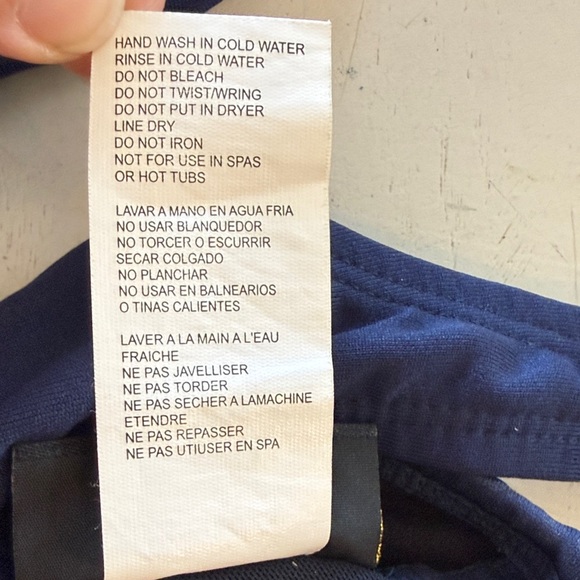 HAND WASH IN COLD WATER
RINSE IN COLD WATER
DO NOT BLEACH
DO NOT TWIST/WRING
DO NOT PUT IN DRYER
LINE DRY
DO NOT IRON
NOT FOR USE IN SPAS
OR HOT TUBS
LAVAR A MANO EN AGUA FRIA
NO USAR BLANQUEDOR
NO TORCER O ESCURRIR
SECAR COLGADO
NO PLANCHAR
NO USAR EN BALNEARIOS
O TINAS CALIENTES
LAVER A LA MAIN A L'EAU
FRAICHE
NE PAS JAVELLISER
NE PAS TORDER
NE PAS SECHER A LAMACHINE
ETENDRE
NE PAS REPASSER
NE PAS UTIUSER EN SPA